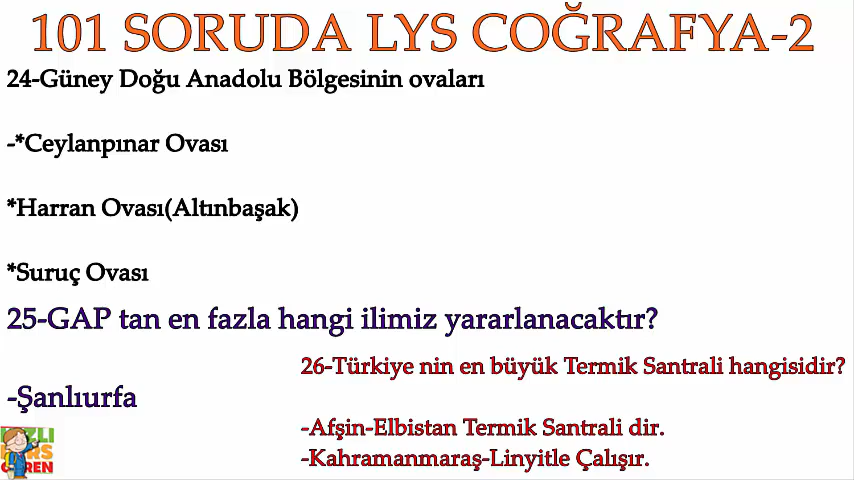 101 SORUDA LYS COĞRAFYA-2
24-Güney Doğu Anadolu Bölgesinin ovaları
-*Ceylanpınar Ovası
*Harran Ovası(Altınbaşak)
*Suruç Ovası
25-GAP tan en fazla hangi ilimiz yararlanacaktır?
-Şanlıurfa
26-Türkiye nin en büyük Termik Santrali hangisidir?
-Afşin-Elbistan Termik Santrali dir.
-Kahramanmaraş-Linyitle Çalışır.